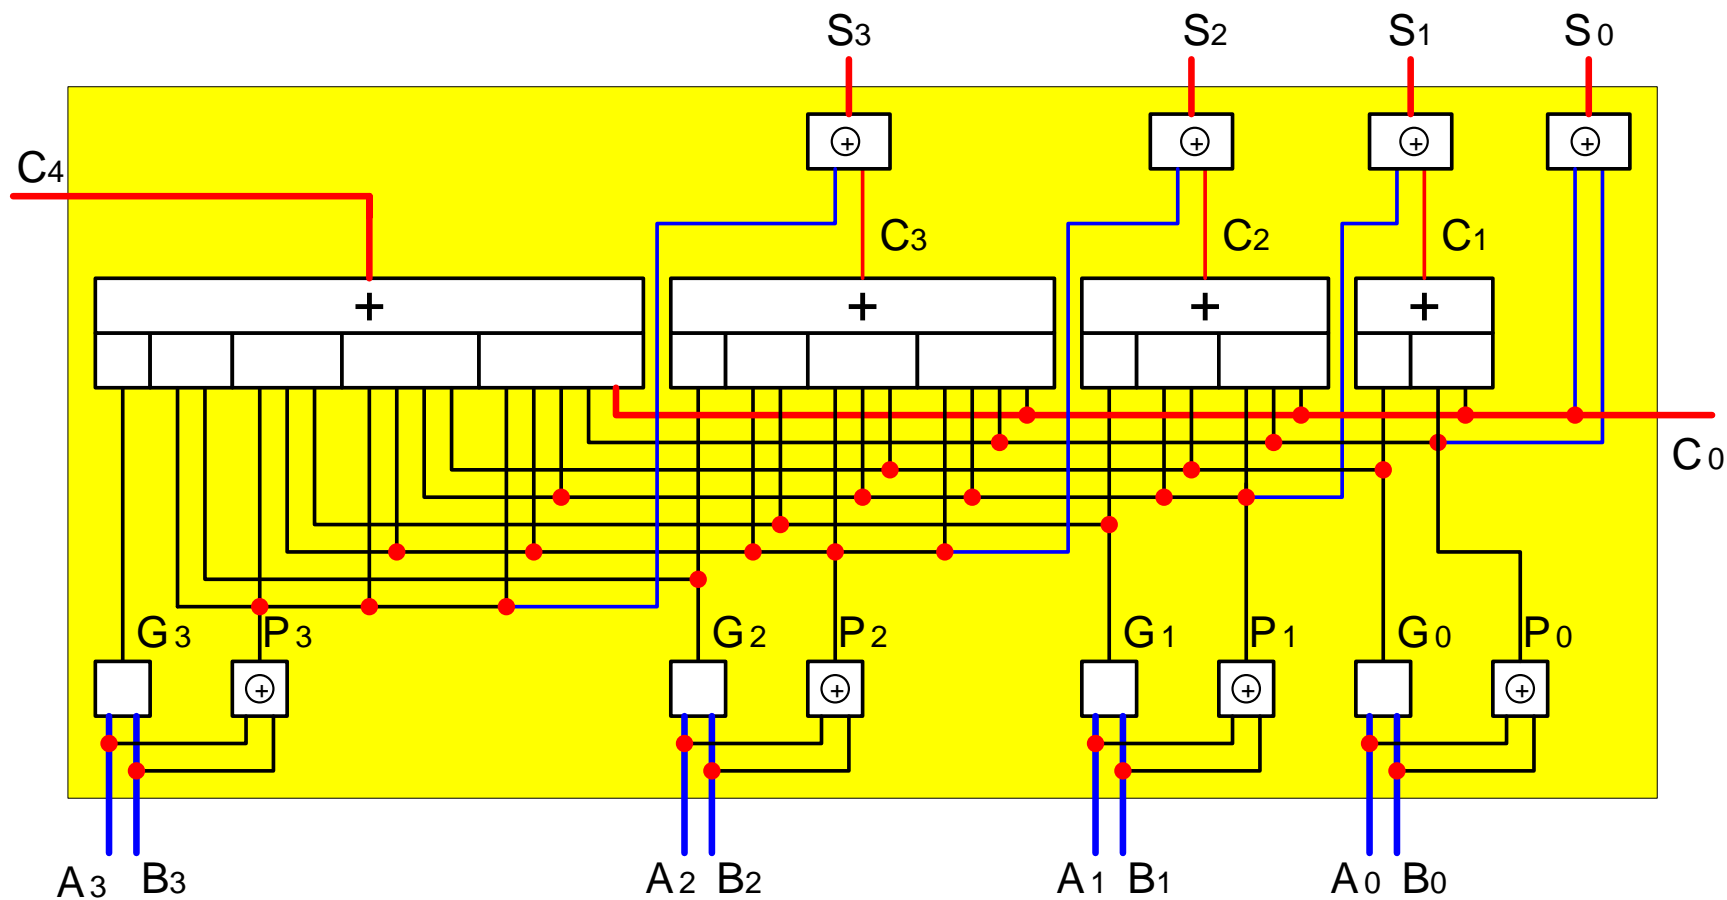 S3 S2 S1 S0
C4
C3 C2 C1
+ + + +
C0
G3 P3 G2 P2 G1 P1 G0 P0
A3 B3 A2 B2 A1 B1 A0 B0